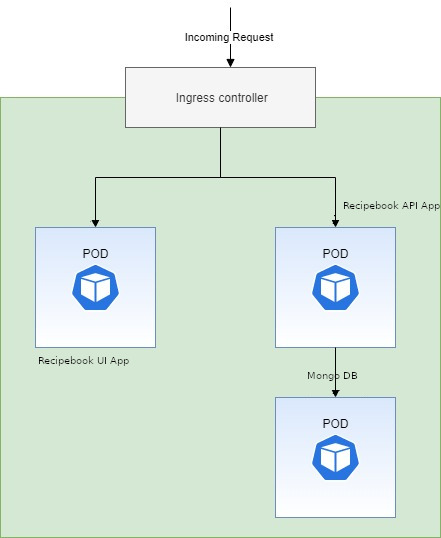 Incoming Request
Ingress controller
Recipebook API App
POD
POD
Recipebook UI App
Mongo DB
POD